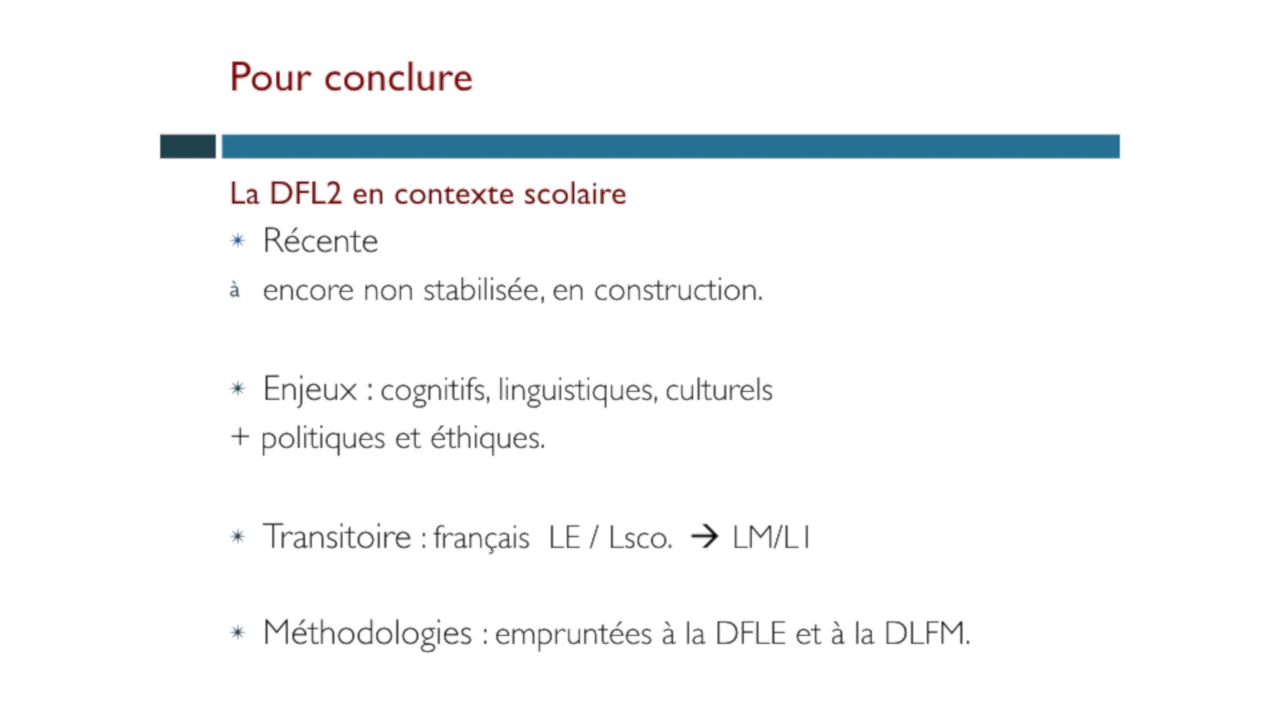 Pour conclure
La DFL2 en contexte scolaire
✴ Récente
à encore non stabilisée, en construction.
✴ Enjeux : cognitifs, linguistiques, culturels
+ politiques et éthiques.
✴ Transitoire : français LE / Lsco. → LM/L1
✴ Méthodologies : empruntées à la DFLE et à la DLFM.